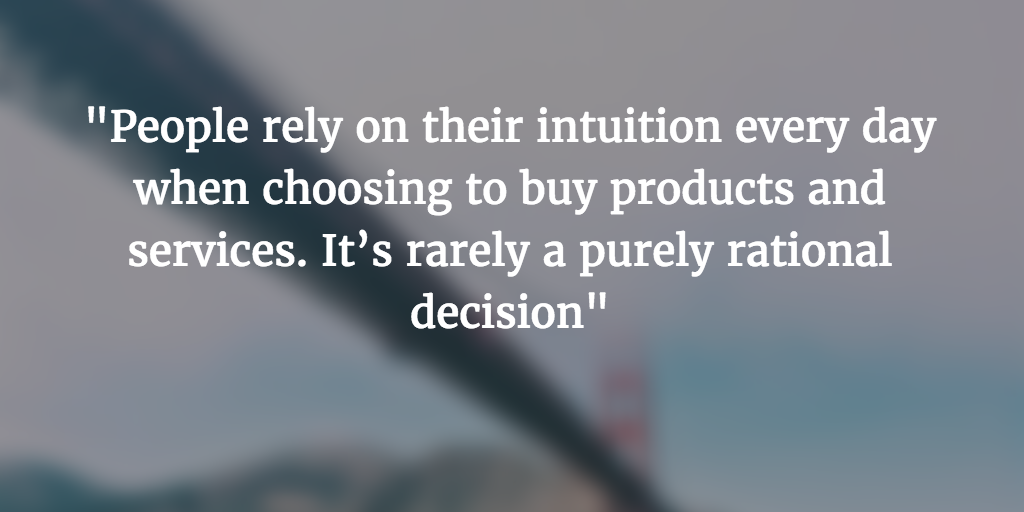 "People rely on their intuition every day
when choosing to buy products and
services. It’s rarely a purely rational
decision"